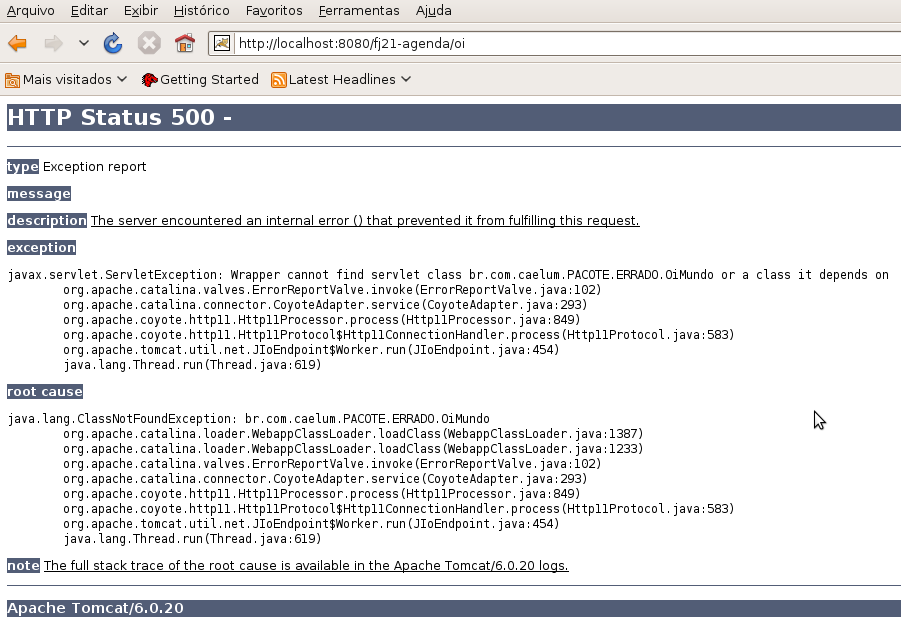 Arquivo Editar Exibir Histórico Favoritos Ferramentas Ajuda
http://localhost:8080/fj21-agenda/oi
Mais visitados Getting Started Latest Headlines
HTTP Status 500 -
type Exception report
message
description The server encountered an internal error () that prevented it from fulfilling this request.
exception
javax.servlet.ServletException: Wrapper cannot find servlet class br.com.caelum.PACOTE.ERRADO.OiMundo or a class it depends on
	org.apache.catalina.valves.ErrorReportValve.invoke(ErrorReportValve.java:102)
	org.apache.catalina.connector.CoyoteAdapter.service(CoyoteAdapter.java:293)
	org.apache.coyote.http11.Http11Processor.process(Http11Processor.java:849)
	org.apache.coyote.http11.Http11Protocol$Http11ConnectionHandler.process(Http11Protocol.java:583)
	org.apache.tomcat.util.net.JIoEndpoint$Worker.run(JIoEndpoint.java:454)
	java.lang.Thread.run(Thread.java:619)
root cause
java.lang.ClassNotFoundException: br.com.caelum.PACOTE.ERRADO.OiMundo
	org.apache.catalina.loader.WebappClassLoader.loadClass(WebappClassLoader.java:1387)
	org.apache.catalina.loader.WebappClassLoader.loadClass(WebappClassLoader.java:1233)
	org.apache.catalina.valves.ErrorReportValve.invoke(ErrorReportValve.java:102)
	org.apache.catalina.connector.CoyoteAdapter.service(CoyoteAdapter.java:293)
	org.apache.coyote.http11.Http11Processor.process(Http11Processor.java:849)
	org.apache.coyote.http11.Http11Protocol$Http11ConnectionHandler.process(Http11Protocol.java:583)
	org.apache.tomcat.util.net.JIoEndpoint$Worker.run(JIoEndpoint.java:454)
	java.lang.Thread.run(Thread.java:619)
note The full stack trace of the root cause is available in the Apache Tomcat/6.0.20 logs.
Apache Tomcat/6.0.20